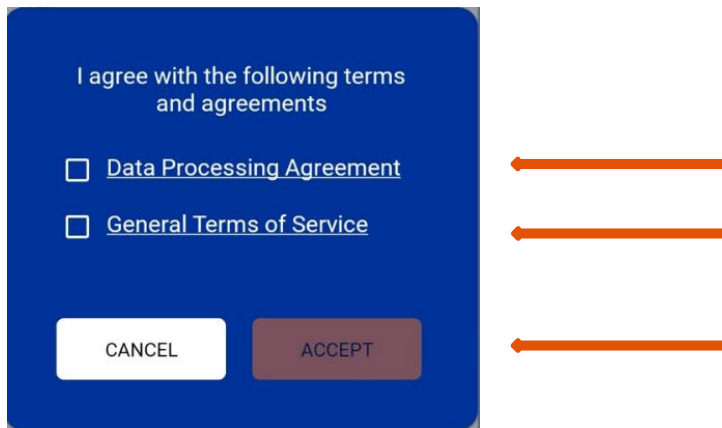 I agree with the following terms
and agreements
Data Processing Agreement
General Terms of Service
CANCEL
ACCEPT